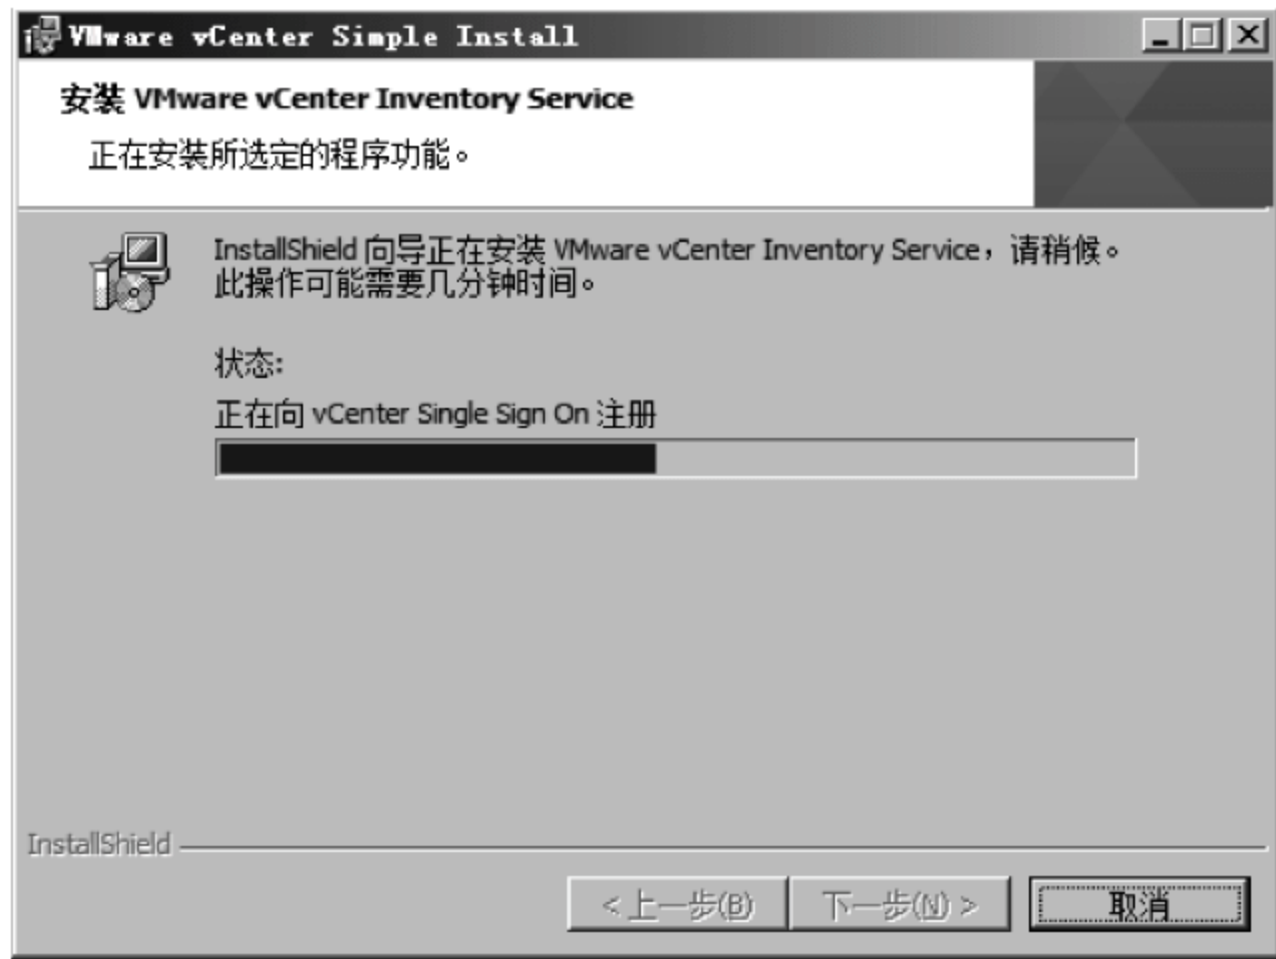 VMware vCenter Simple Install
安装 VMware vCenter Inventory Service
正在安装所选定的程序功能。
InstallShield 向导正在安装 VMware vCenter Inventory Service，请稍候。
此操作可能需要几分钟时间。
状态:
正在向 vCenter Single Sign On 注册
InstallShield
< 上一步(B)
下一步(N) >
取消